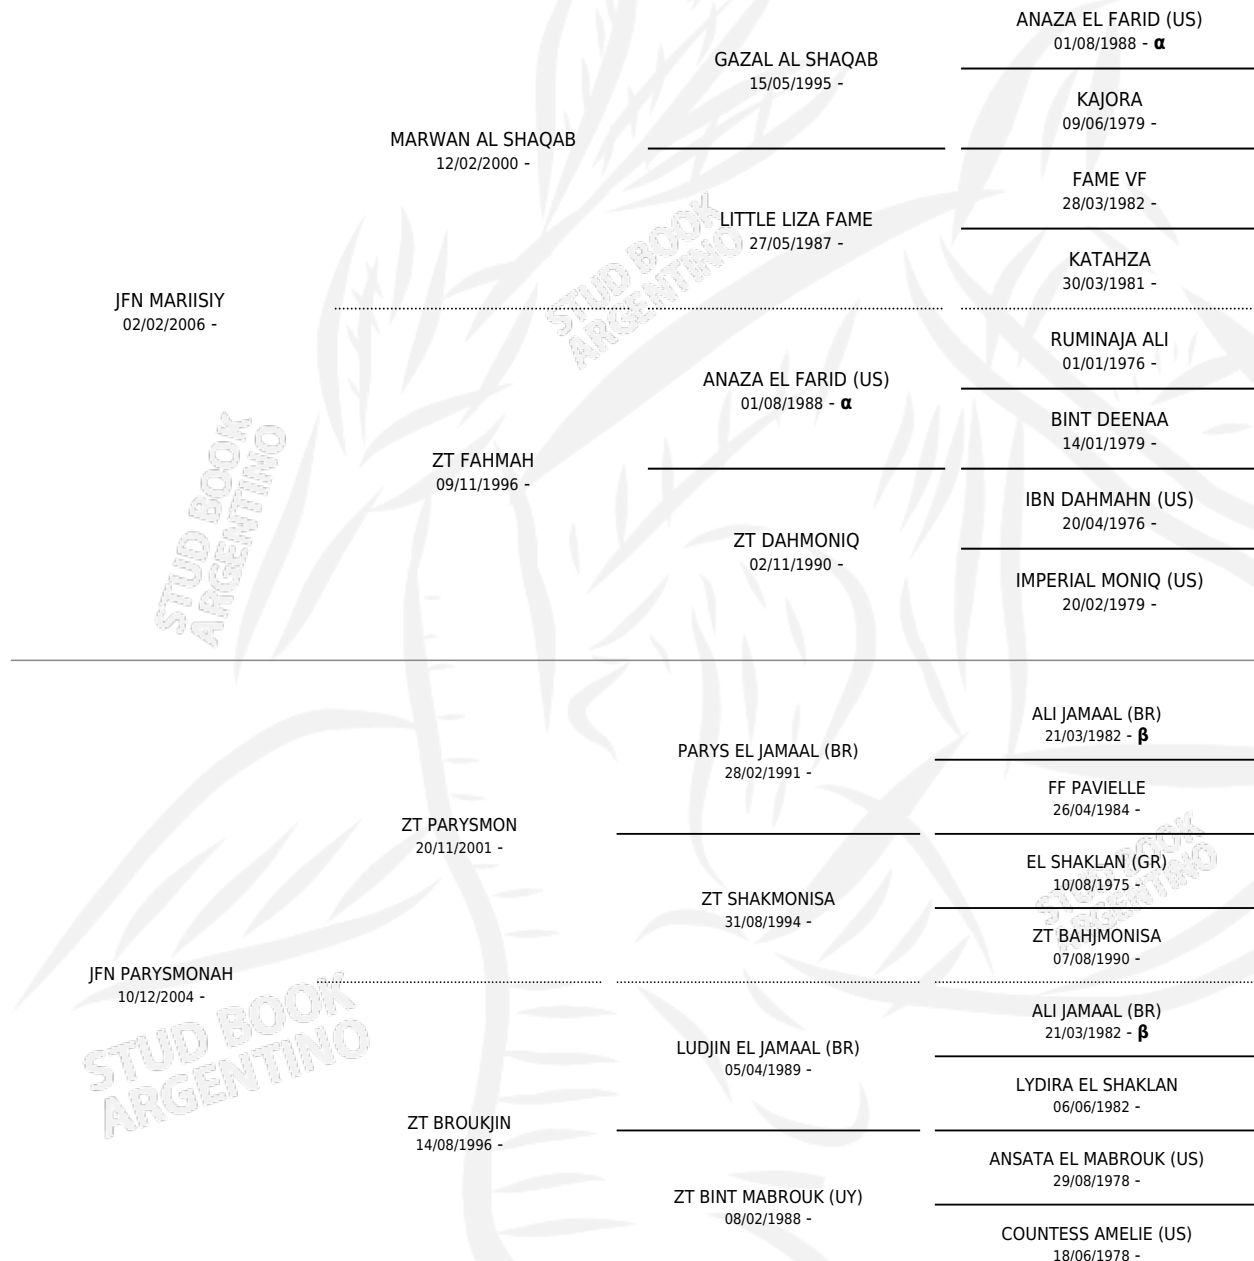 ANAZA EL FARID (US)
01/08/1988 - α
GAZAL AL SHAQAB
15/05/1995 -
KAJORA
09/06/1979 -
MARWAN AL SHAQAB
12/02/2000 -
FAME VF
28/03/1982 -
LITTLE LIZA FAME
27/05/1987 -
KATAHZA
30/03/1981 -
JFN MARIISIY
02/02/2006 -
RUMINAJA ALI
01/01/1976 -
ANAZA EL FARID (US)
01/08/1988 - α
BINT DEENAA
14/01/1979 -
ZT FAHMAH
09/11/1996 -
IBN DAHMAHN (US)
20/04/1976 -
ZT DAHMONIQ
02/11/1990 -
IMPERIAL MONIQ (US)
20/02/1979 -
ALI JAMAAL (BR)
21/03/1982 - β
PARYS EL JAMAAL (BR)
28/02/1991 -
FF PAVIELLE
26/04/1984 -
ZT PARYSMON
20/11/2001 -
EL SHAKLAN (GR)
10/08/1975 -
ZT SHAKMONISA
31/08/1994 -
ZT BAHJMONISA
07/08/1990 -
JFN PARYSMONAH
10/12/2004 -
ALI JAMAAL (BR)
21/03/1982 - β
LUDJIN EL JAMAAL (BR)
05/04/1989 -
LYDIRA EL SHAKLAN
06/06/1982 -
ZT BROUKJIN
14/08/1996 -
ANSATA EL MABROUK (US)
29/08/1978 -
ZT BINT MABROUK (UY)
08/02/1988 -
COUNTESS AMELIE (US)
18/06/1978 -
STUD BOOK
ARGENTINO
STUD BOOK
ARGENTINO
STUD BOOK
ARGENTINO
STUD BOOK
ARGENTINO